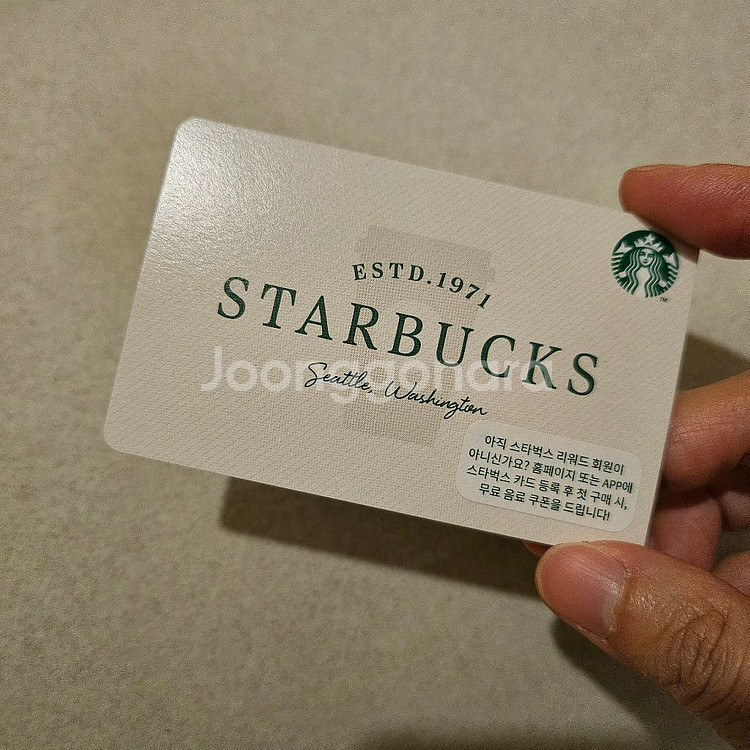 ESTD.1971
STARBUCKS
Seattle, Washington
Joonggonara
TM
아직 스타벅스 리워드 회원이
아니신가요? 홈페이지 또는 APP에
스타벅스 카드 등록 후 첫 구매 시,
무료 음료 쿠폰을 드립니다!